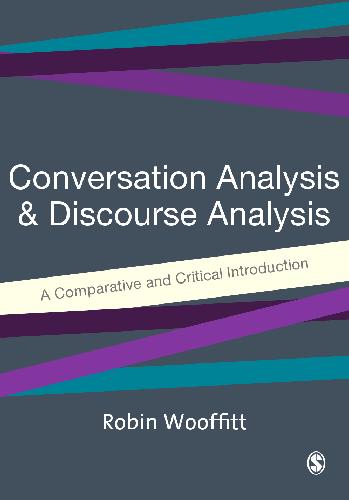 Conversation Analysis
& Discourse Analysis
A Comparative and Critical Introduction
Robin Wooffitt
S